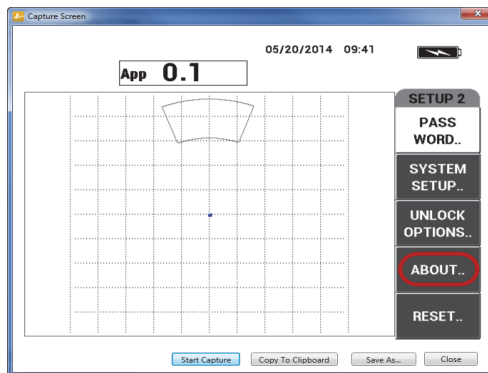 Capture Screen
05/20/2014 09:41
App 0.1
SETUP 2
PASS
WORD..
SYSTEM
SETUP..
UNLOCK
OPTIONS..
ABOUT..
RESET..
Start Capture Copy To Clipboard Save As... Close